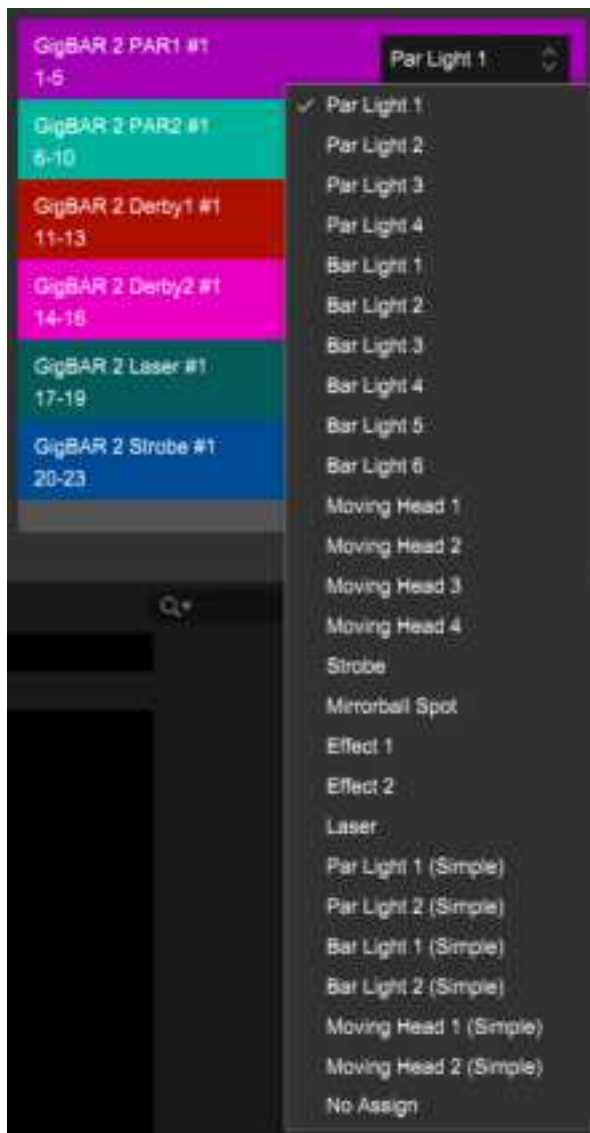 GigBAR 2 PAR1 #1
1-5
Par Light 1
GigBAR 2 PAR2 #1
6-10
GigBAR 2 Derby1 #1
11-13
GigBAR 2 Derby2 #1
14-16
GigBAR 2 Laser #1
17-19
GigBAR 2 Strobe #1
20-23
Par Light 1
Par Light 2
Par Light 3
Par Light 4
Bar Light 1
Bar Light 2
Bar Light 3
Bar Light 4
Bar Light 5
Bar Light 6
Moving Head 1
Moving Head 2
Moving Head 3
Moving Head 4
Strobe
Mirrorball Spot
Effect 1
Effect 2
Laser
Par Light 1 (Simple)
Par Light 2 (Simple)
Bar Light 1 (Simple)
Bar Light 2 (Simple)
Moving Head 1 (Simple)
Moving Head 2 (Simple)
No Assign